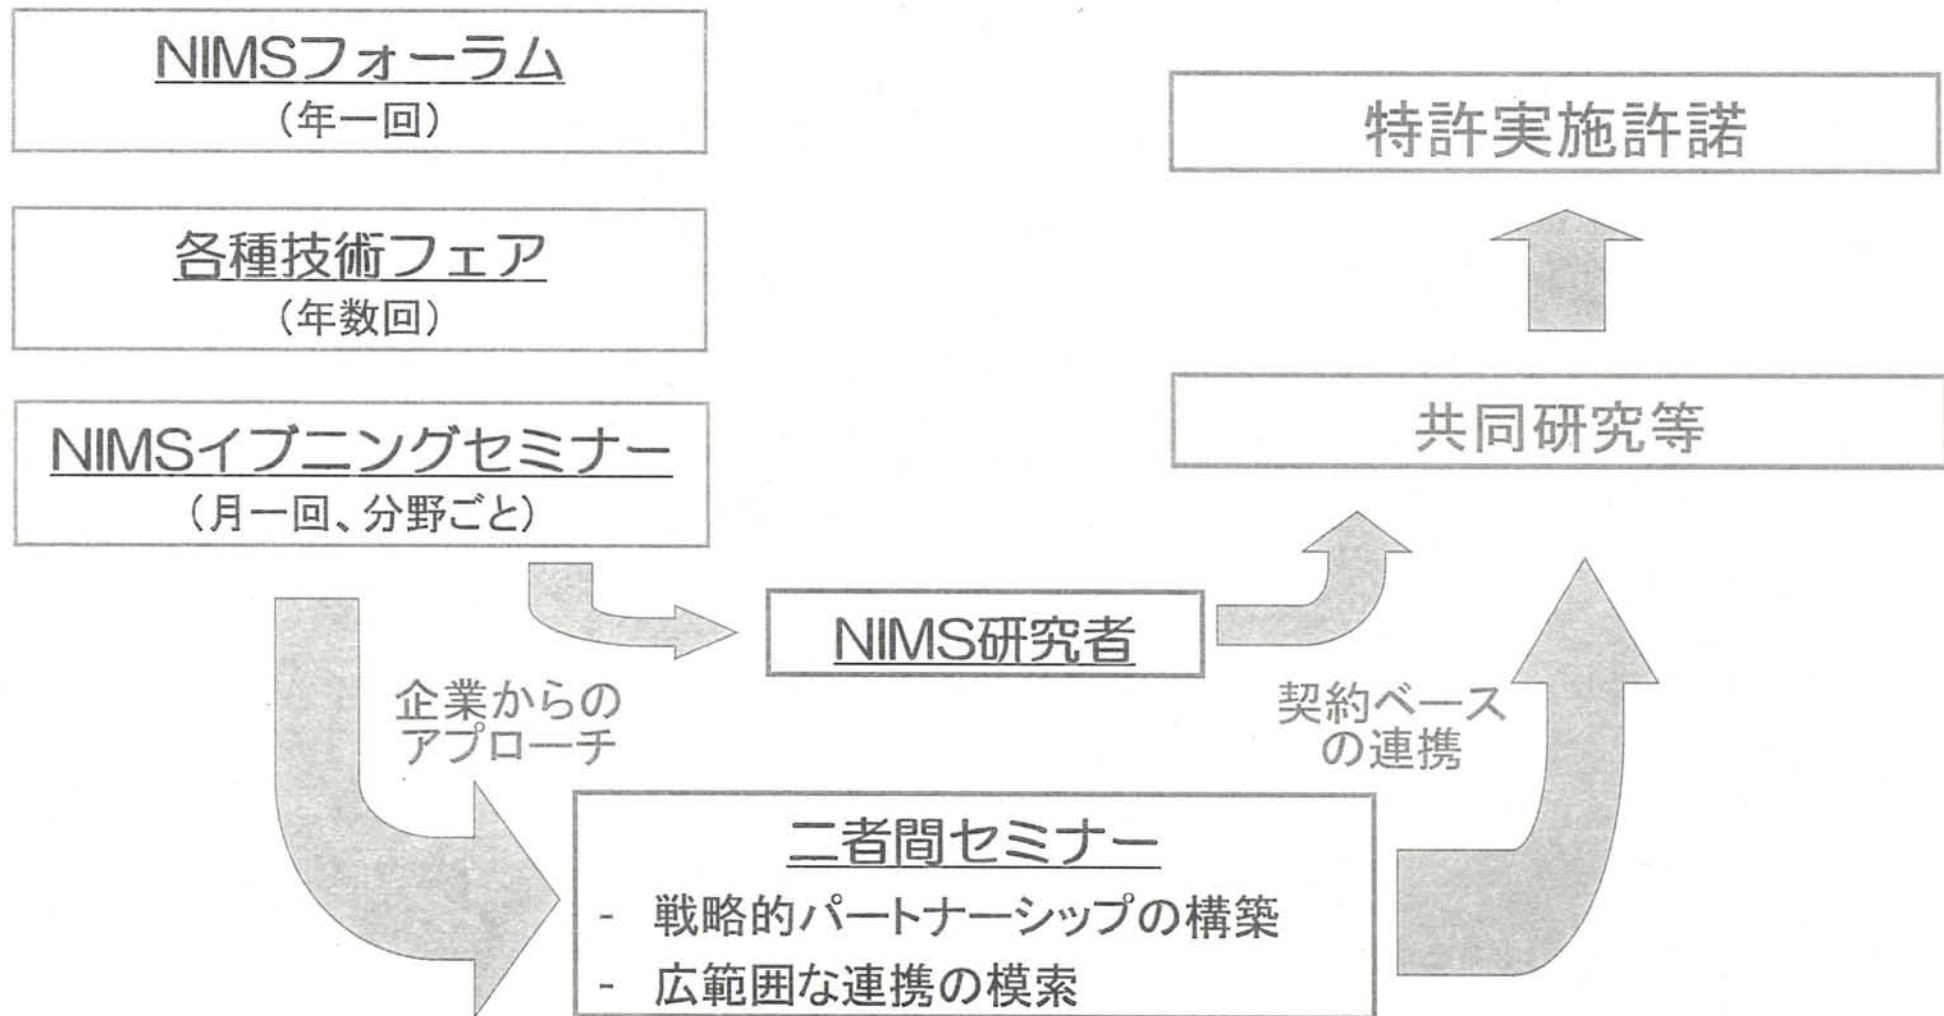 NIMSフォーラム
（年一回）
各種技術フェア
（年数回）
NIMSイブニングセミナー
（月一回、分野ごと）
企業からの
アプローチ
NIMS研究者
二者間セミナー
- 戦略的パートナーシップの構築
- 広範囲な連携の模索
契約ベース
の連携
共同研究等
特許実施許諾